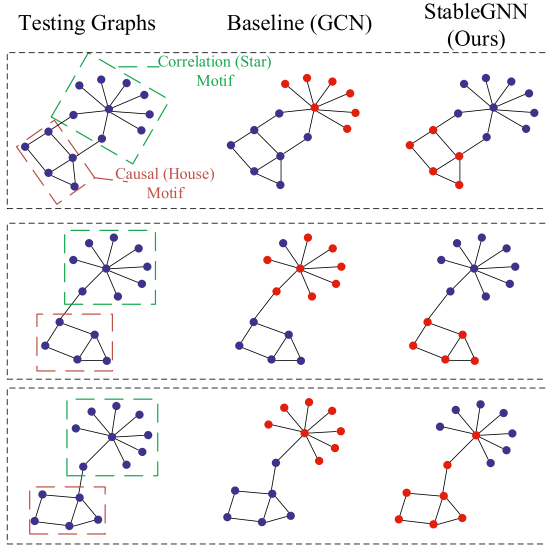 Testing Graphs
Baseline (GCN)
StableGNN
(Ours)
Correlation (Star)
Motif
Causal (House)
Motif